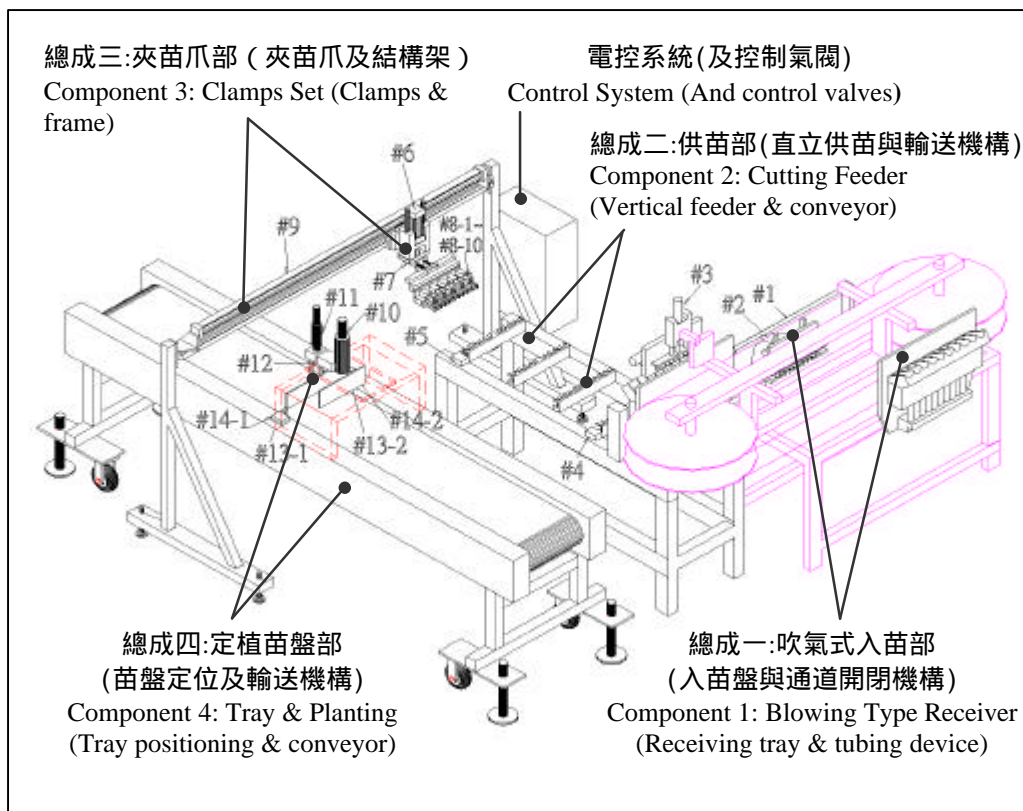 總成三:夾苗爪部（夾苗爪及結構架）
Component 3: Clamps Set (Clamps &
frame)
電控系統(及控制氣閥)
Control System (And control valves)
總成二:供苗部(直立供苗與輸送機構)
Component 2: Cutting Feeder
(Vertical feeder & conveyor)
#6
#9
#8-1~
#8-10
#7
#3
#1
#2
#11
#10
#5
#12
#14-1
#14-2
#13-2
#13-1
#4
總成四:定植苗盤部
(苗盤定位及輸送機構)
Component 4: Tray & Planting
(Tray positioning & conveyor)
總成一:吹氣式入苗部
(入苗盤與通道開閉機構)
Component 1: Blowing Type Receiver
(Receiving tray & tubing device)